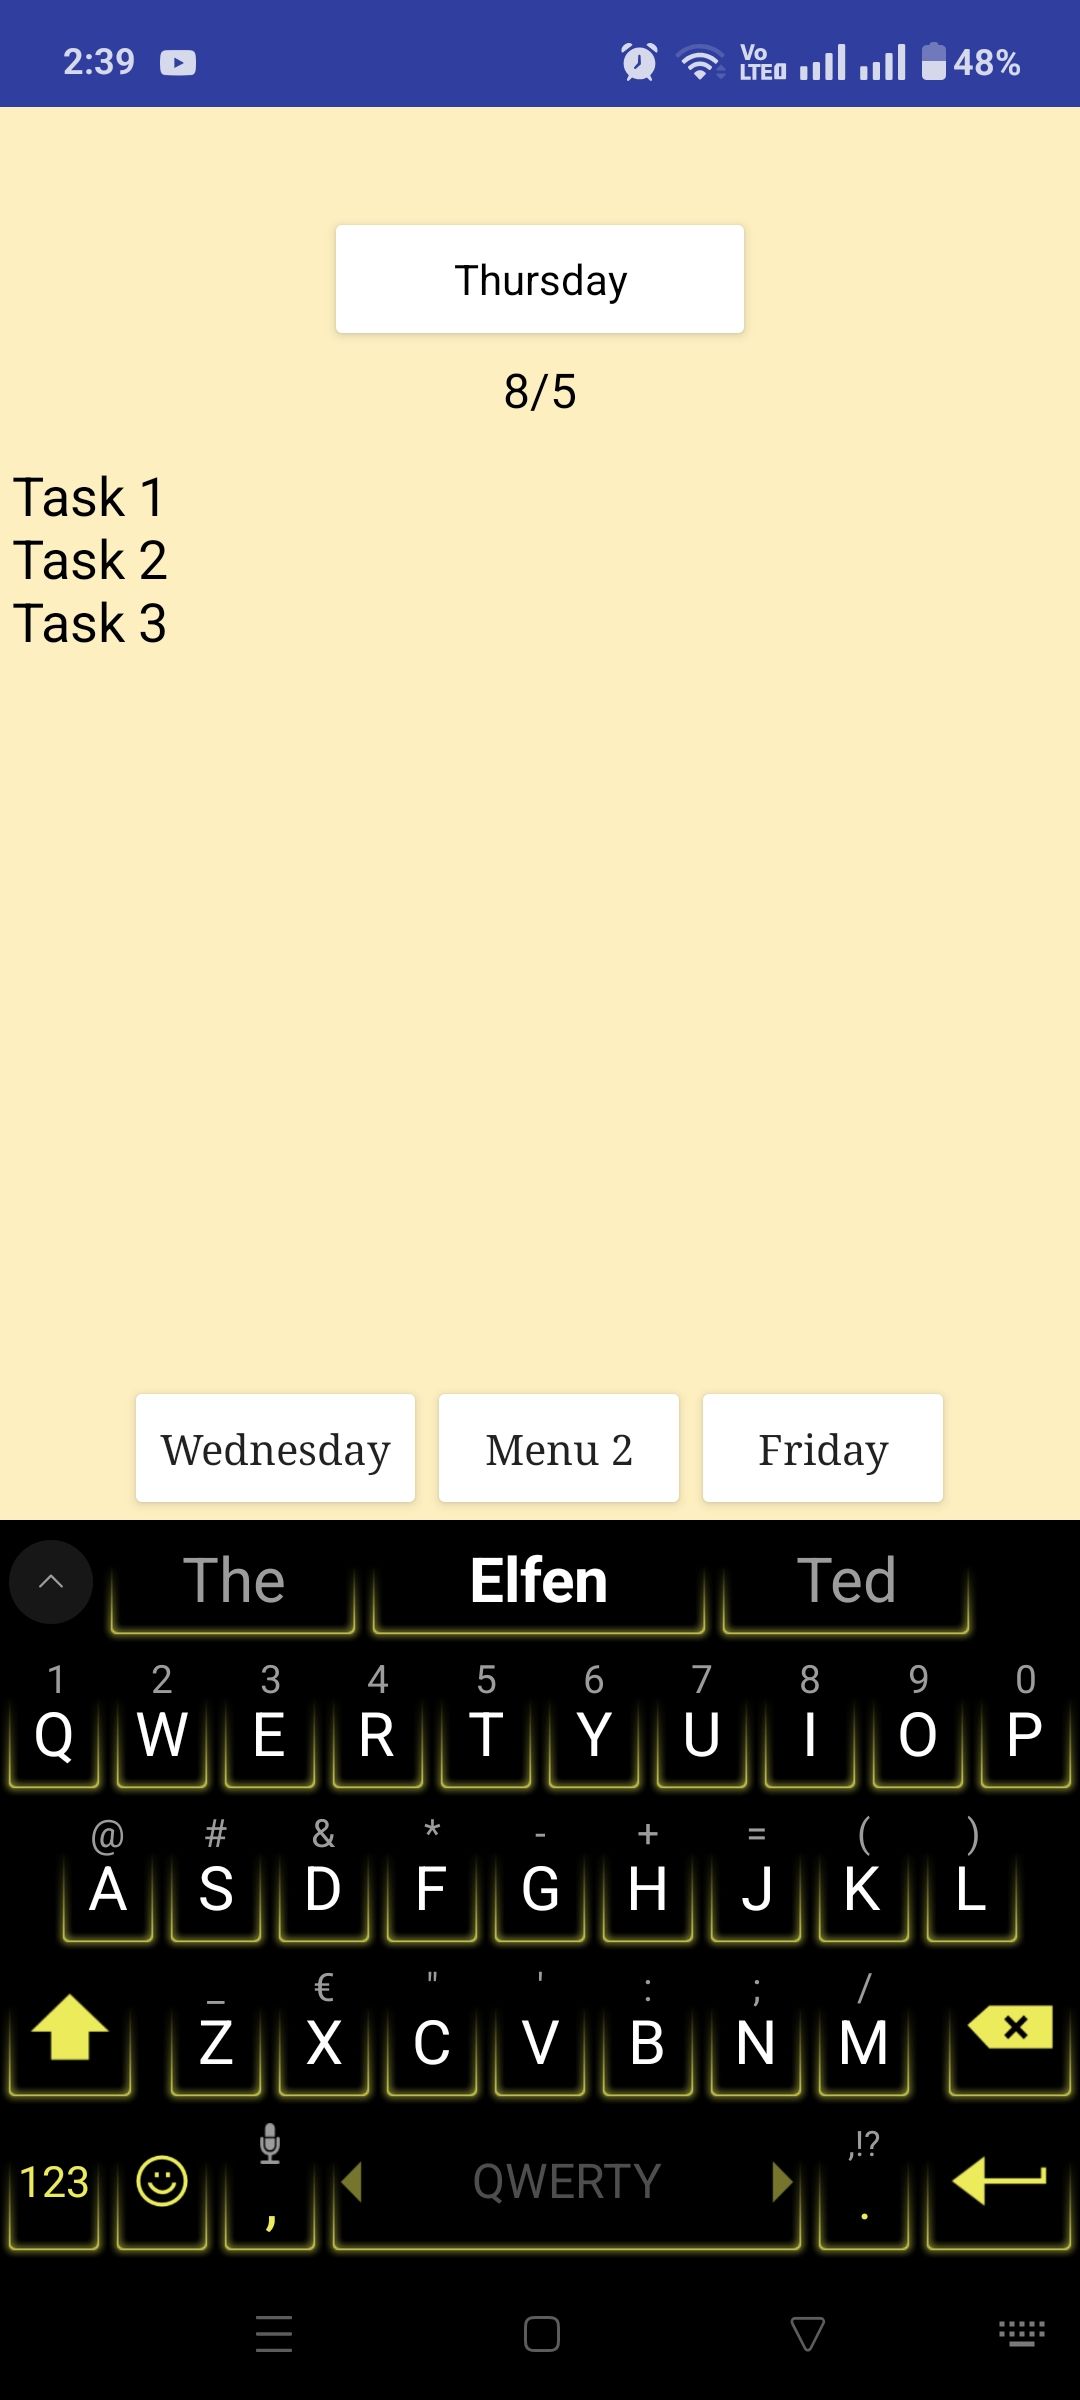 2:39 Vo LTE 48%
Thursday
8/5
Task 1
Task 2
Task 3
Wednesday Menu 2 Friday
The Elfen Ted
1 2 3 4 5 6 7 8 9 0
Q W E R T Y U I O P
@ # & * - + = ( )
A S D F G H J K L
_ € " ' : ; /
Z X C V B N M
,!?
123 , QWERTY .